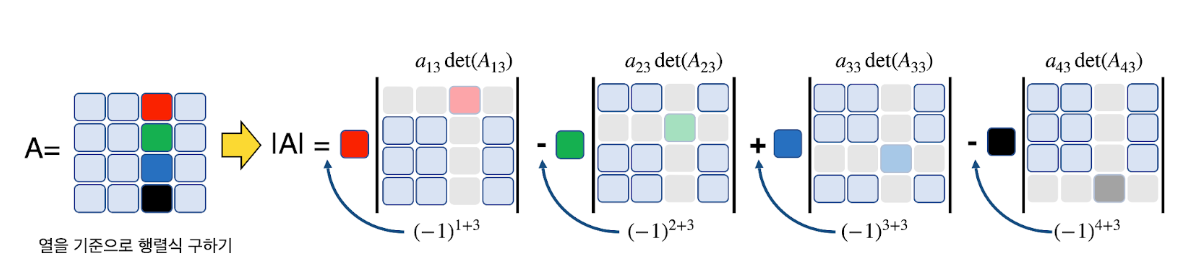 a₁₃ det(A₁₃)
a₂₃ det(A₂₃)
a₃₃ det(A₃₃)
a₄₃ det(A₄₃)
A=
|A| =
-
+
-
(−1)¹⁺³
(−1)²⁺³
(−1)³⁺³
(−1)⁴⁺³
열을 기준으로 행렬식 구하기